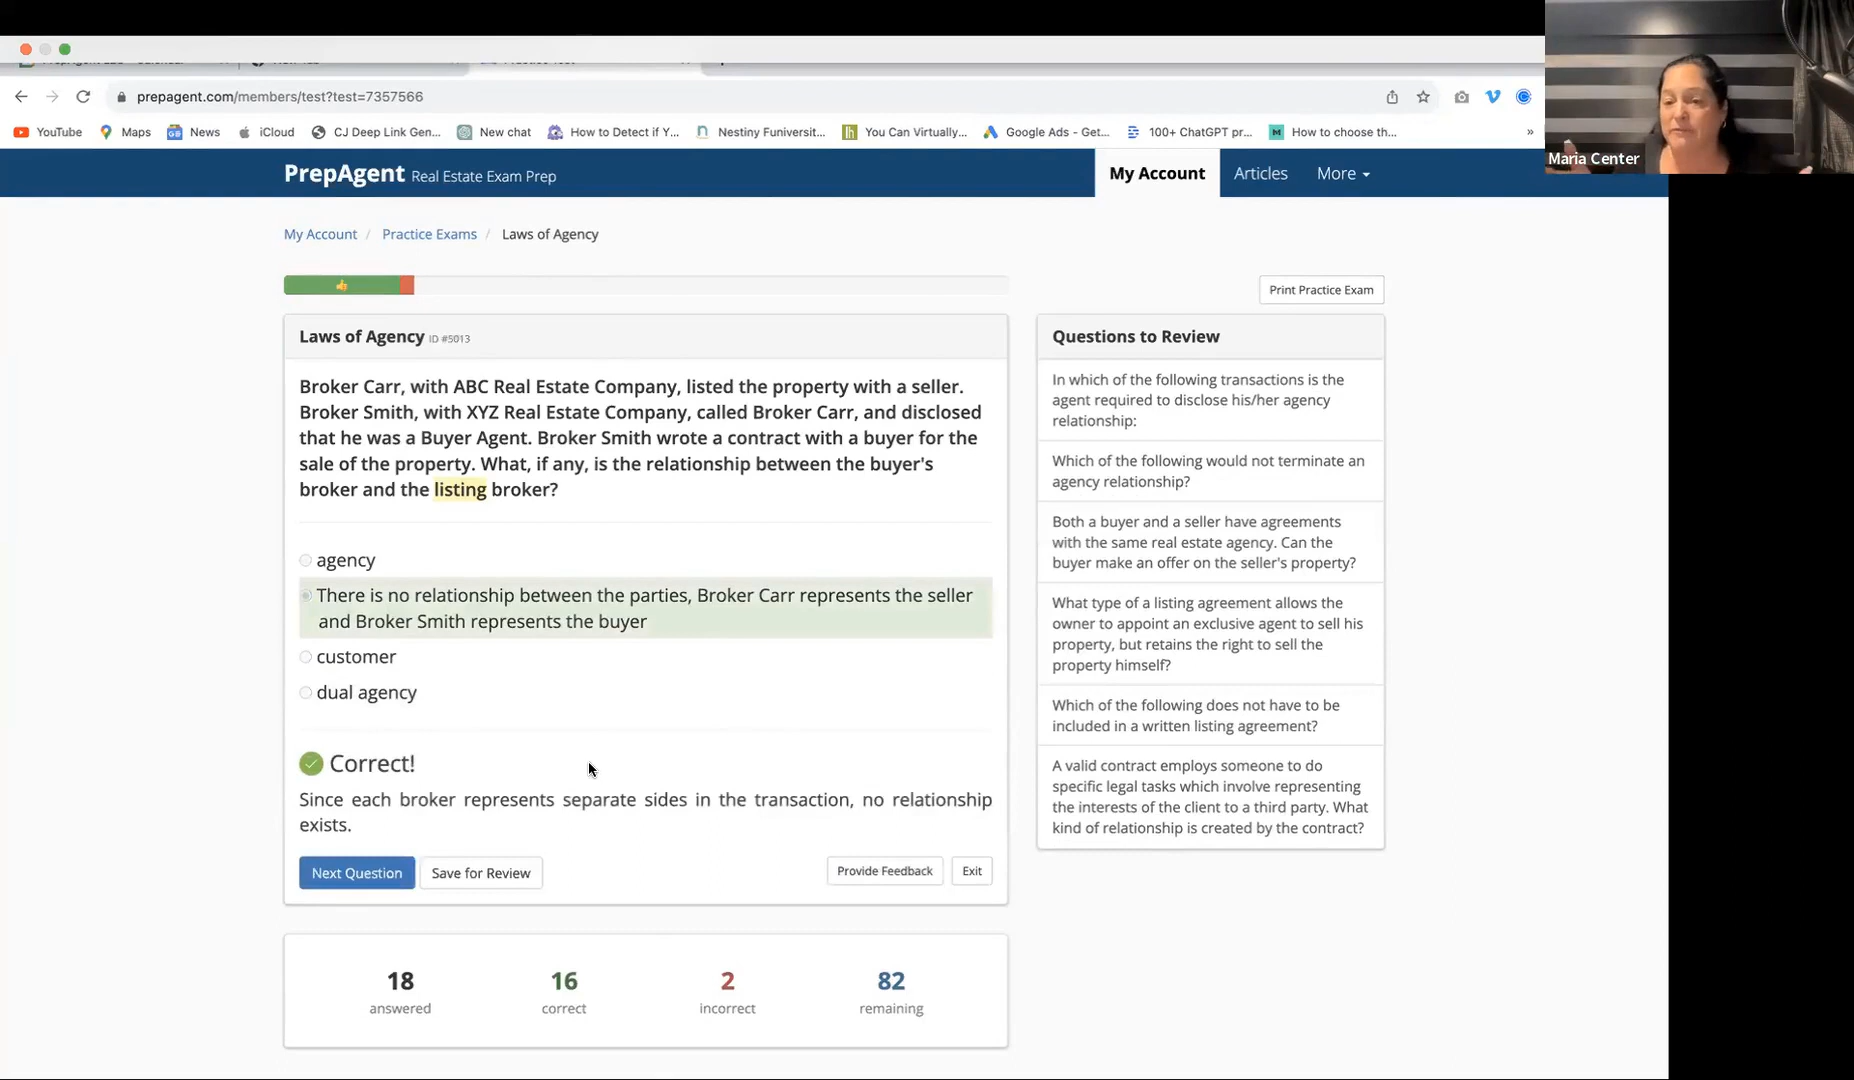 prepagent.com/members/test?test=7357566
YouTube
Maps
News
iCloud
CJ Deep Link Gen...
New chat
How to Detect if Y...
Nestiny Funiversit...
You Can Virtually...
Google Ads - Get...
100+ ChatGPT pr...
How to choose th...
»
Maria Center
PrepAgent Real Estate Exam Prep
My Account
Articles
More
My Account / Practice Exams / Laws of Agency
Print Practice Exam
Laws of Agency ID #5013
Broker Carr, with ABC Real Estate Company, listed the property with a seller.
Broker Smith, with XYZ Real Estate Company, called Broker Carr, and disclosed
that he was a Buyer Agent. Broker Smith wrote a contract with a buyer for the
sale of the property. What, if any, is the relationship between the buyer's
broker and the listing broker?
agency
There is no relationship between the parties, Broker Carr represents the seller
and Broker Smith represents the buyer
customer
dual agency
Correct!
Since each broker represents separate sides in the transaction, no relationship
exists.
Next Question
Save for Review
Provide Feedback
Exit
18
answered
16
correct
2
incorrect
82
remaining
Questions to Review
In which of the following transactions is the
agent required to disclose his/her agency
relationship:
Which of the following would not terminate an
agency relationship?
Both a buyer and a seller have agreements
with the same real estate agency. Can the
buyer make an offer on the seller's property?
What type of a listing agreement allows the
owner to appoint an exclusive agent to sell his
property, but retains the right to sell the
property himself?
Which of the following does not have to be
included in a written listing agreement?
A valid contract employs someone to do
specific legal tasks which involve representing
the interests of the client to a third party. What
kind of relationship is created by the contract?